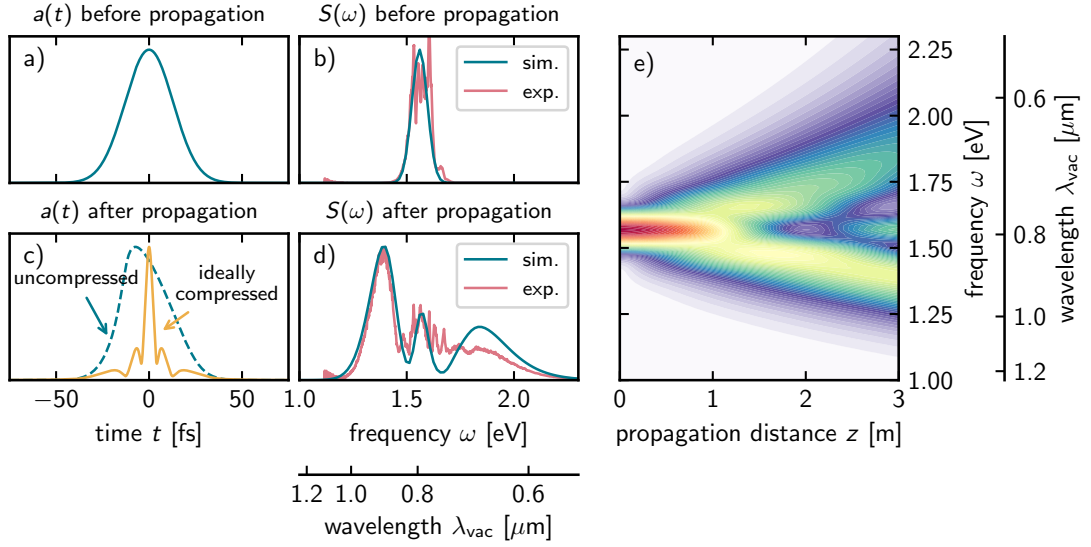 a(t) before propagation
S(ω) before propagation
a)
b)
sim.
exp.
a(t) after propagation
S(ω) after propagation
c)
uncompressed
ideally
compressed
d)
sim.
exp.
−50
0
50
time t [fs]
1.0
1.5
2.0
frequency ω [eV]
1.2
1.0
0.8
0.6
wavelength λvac [μm]
e)
2.25
2.00
1.75
1.50
1.25
1.00
frequency ω [eV]
0
1
2
3
propagation distance z [m]
0.6
0.8
1.0
1.2
wavelength λvac [μm]